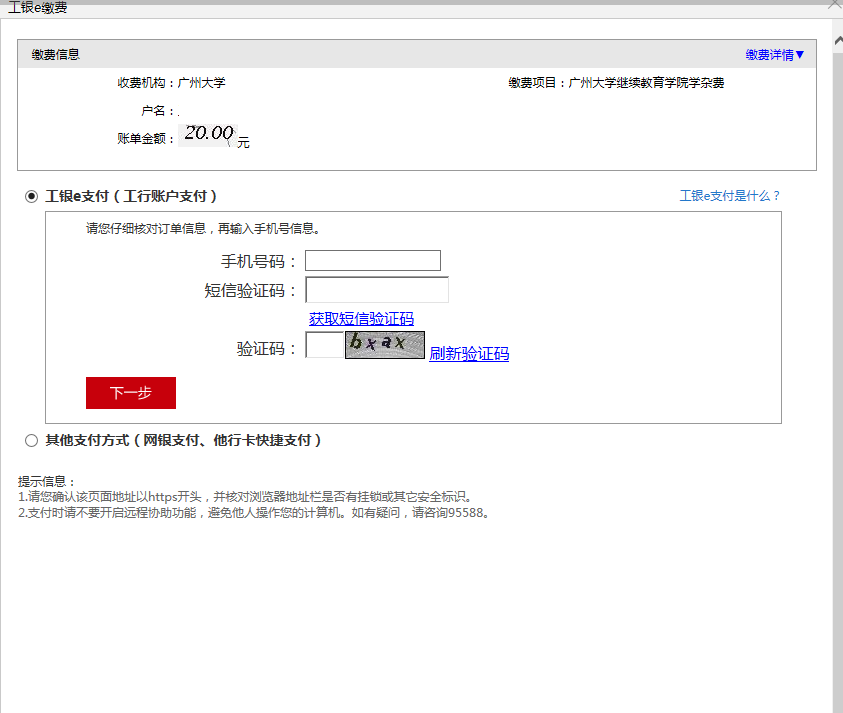 工银e缴费
缴费信息 缴费详情▼
收费机构：广州大学 缴费项目：广州大学继续教育学院学杂费
户名：.
账单金额：20.00元
工银e支付（工行账户支付） 工银e支付是什么？
请您仔细核对订单信息，再输入手机号信息。
手机号码：
短信验证码：
获取短信验证码
验证码： bxax 刷新验证码
下一步
其他支付方式（网银支付、他行卡快捷支付）
提示信息：
1.请您确认该页面地址以https开头，并核对浏览器地址栏是否有挂锁或其它安全标识。
2.支付时请不要开启远程协助功能，避免他人操作您的计算机。如有疑问，请咨询95588。